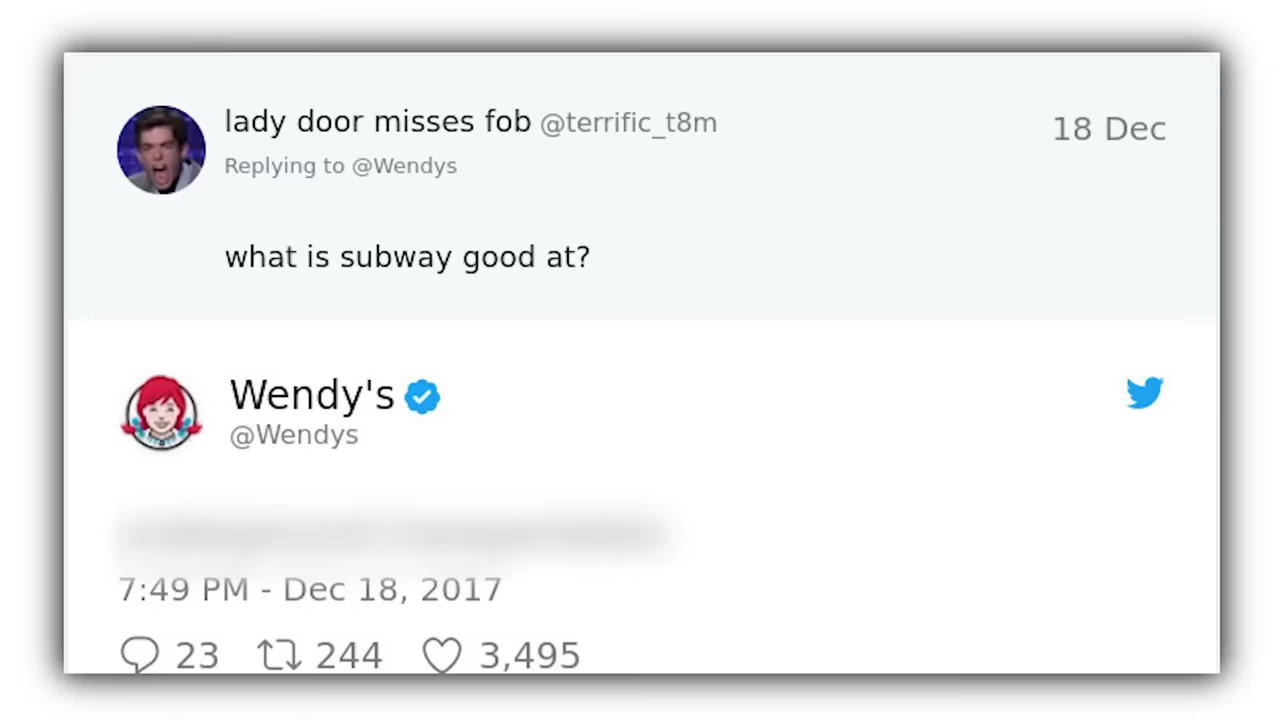 lady door misses fob @terrific_t8m
18 Dec
Replying to @Wendys
what is subway good at?
Wendy's
@Wendys
7:49 PM - Dec 18, 2017
23 244 3,495